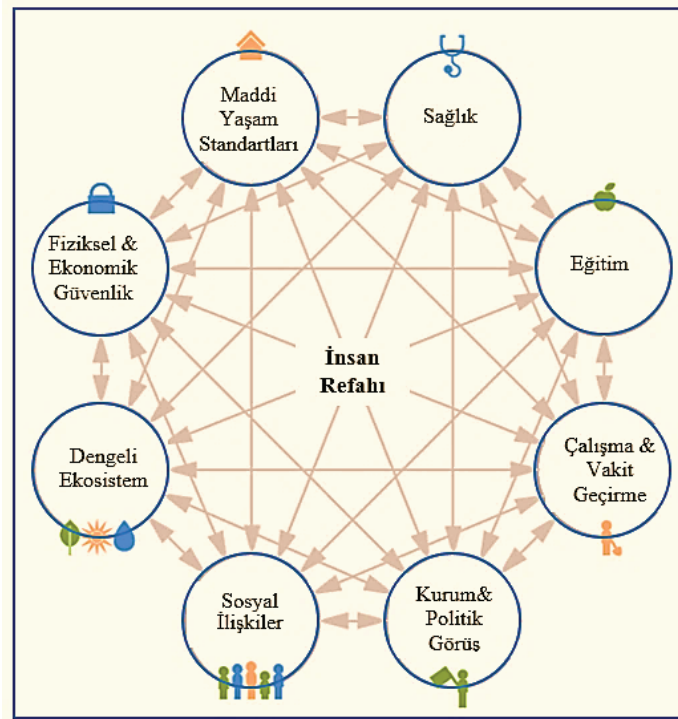 Maddi
Yaşam
Standartları
Sağlık
Fiziksel &
Ekonomik
Güvenlik
Eğitim
İnsan
Refahı
Dengeli
Ekosistem
Çalışma &
Vakit
Geçirme
Sosyal
İlişkiler
Kurum&
Politik
Görüş